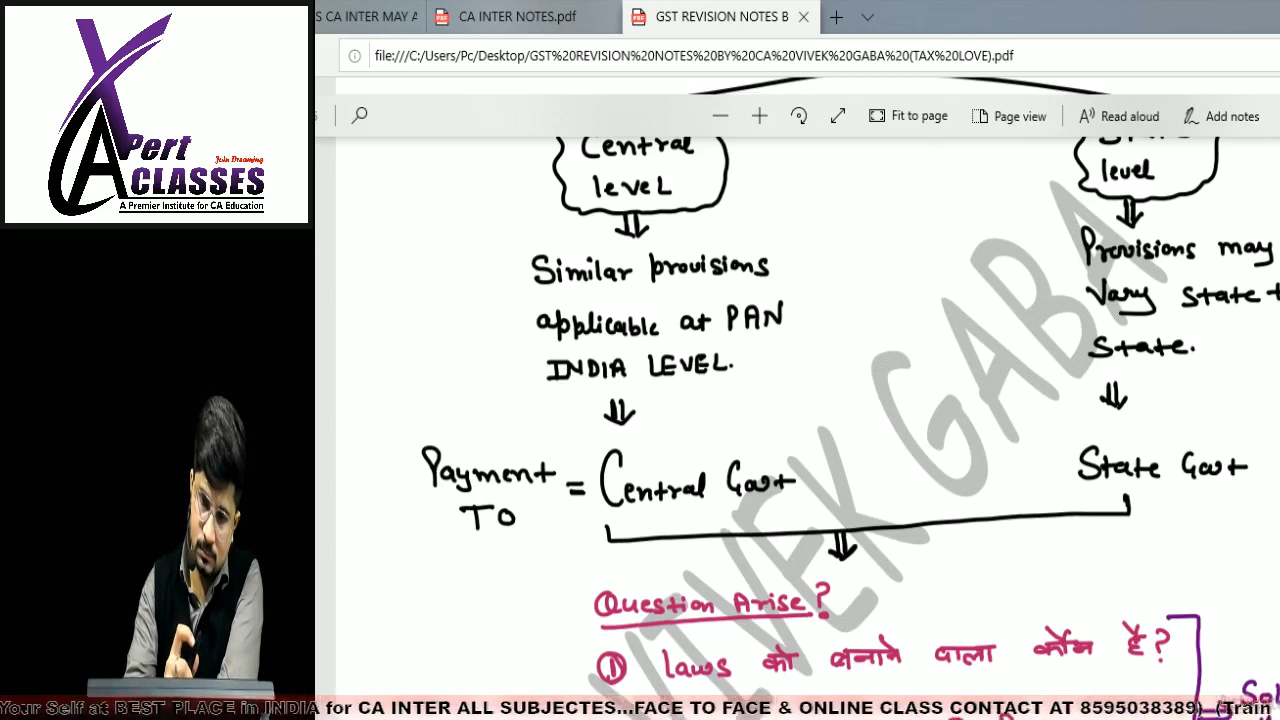 S CA INTER MAY A
CA INTER NOTES.pdf
GST REVISION NOTES B
file:///C:/Users/Pc/Desktop/GST%20REVISION%20NOTES%20BY%20CA%20VIVEK%20GABA%20(TAX%20LOVE).pdf
Fit to page
Page view
Read aloud
Add notes
XPert
Join Dreaming
CA CLASSES
A Premier Institute for CA Education
Central
level
level
Similar provisions
applicable at PAN
INDIA LEVEL.
Provisions may
Vary State
State.
Payment
To
= Central Govt
State Govt
Question Arise?
① Laws को बनाने वाला कौन है?
VIVEK GABA
Your Self at BEST PLACE in INDIA for CA INTER ALL SUBJECTES...FACE TO FACE & ONLINE CLASS CONTACT AT 8595038389) (Train